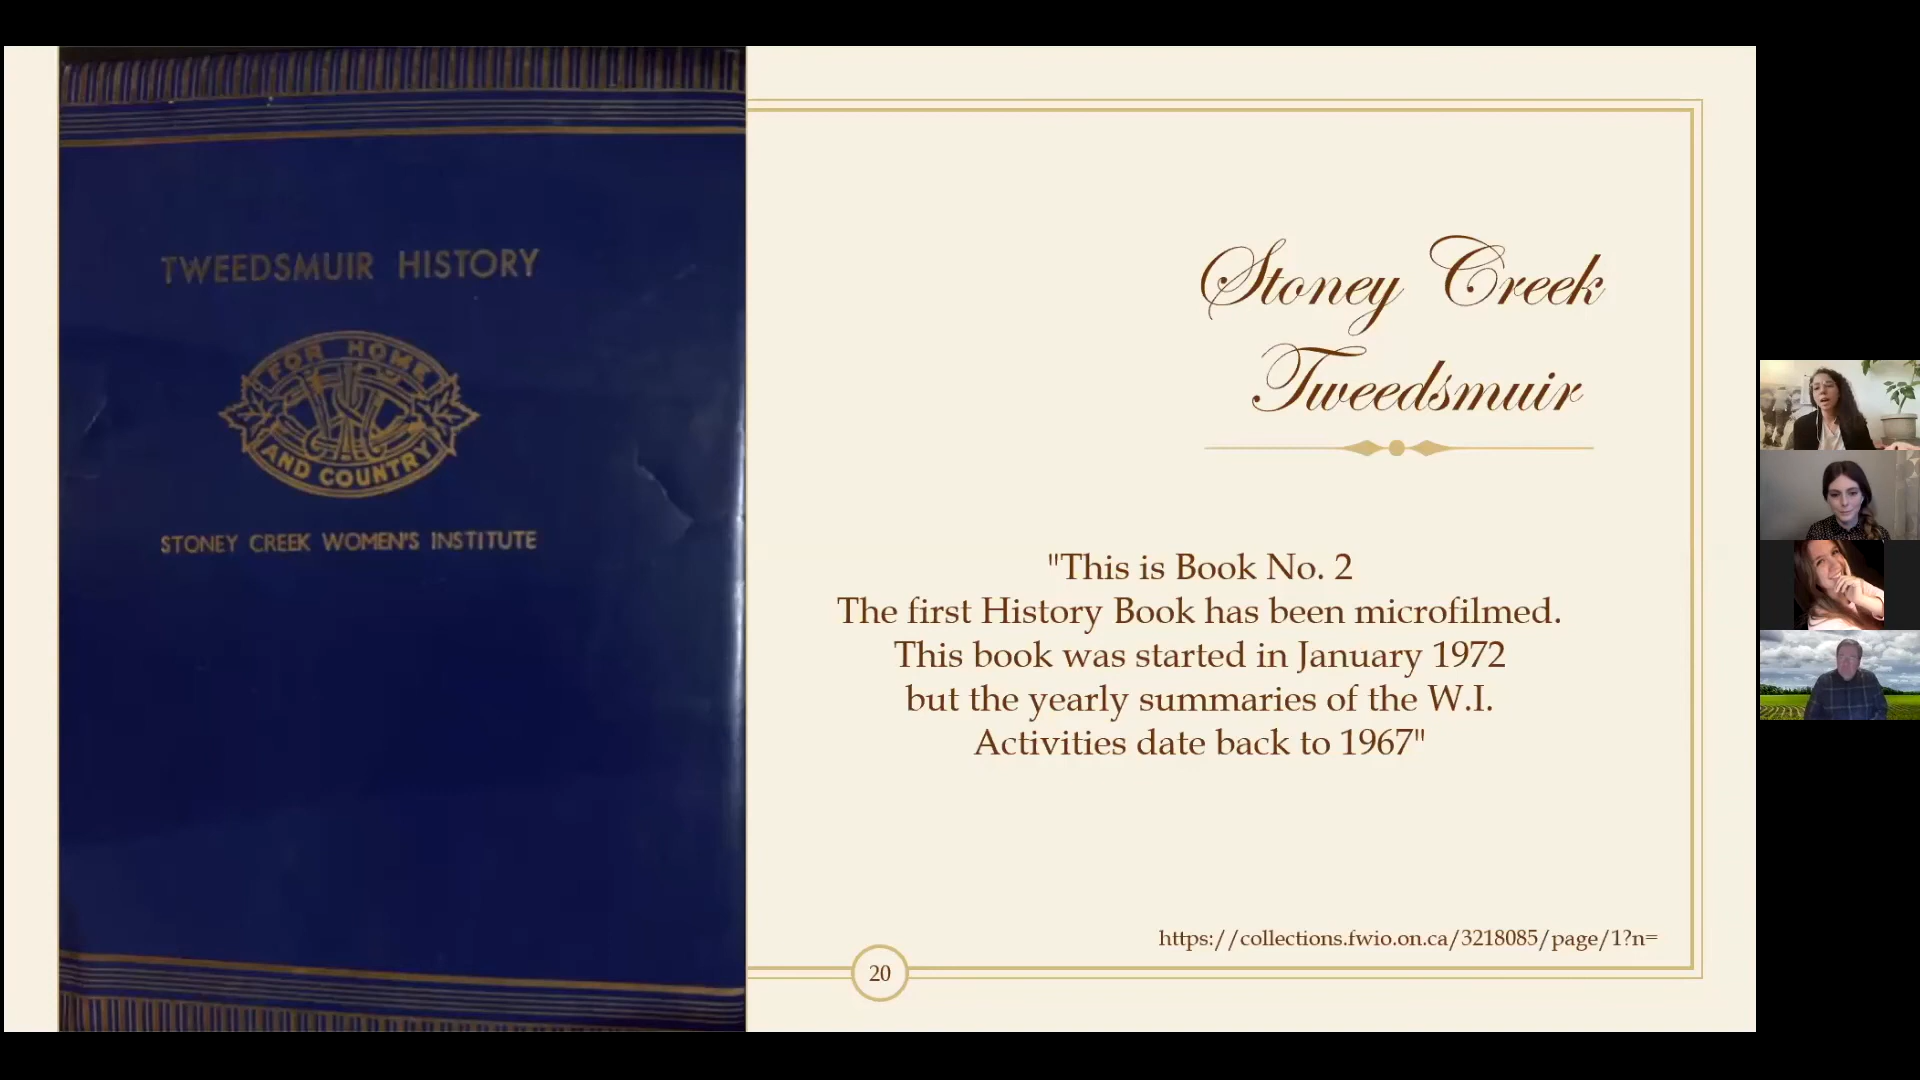 TWEEDSMUIR HISTORY
FOR HOME
AND COUNTRY
STONEY CREEK WOMEN'S INSTITUTE
Stoney Creek
Tweedsmuir
"This is Book No. 2
The first History Book has been microfilmed.
This book was started in January 1972
but the yearly summaries of the W.I.
Activities date back to 1967"
https://collections.fwio.on.ca/3218085/page/1?n=
20